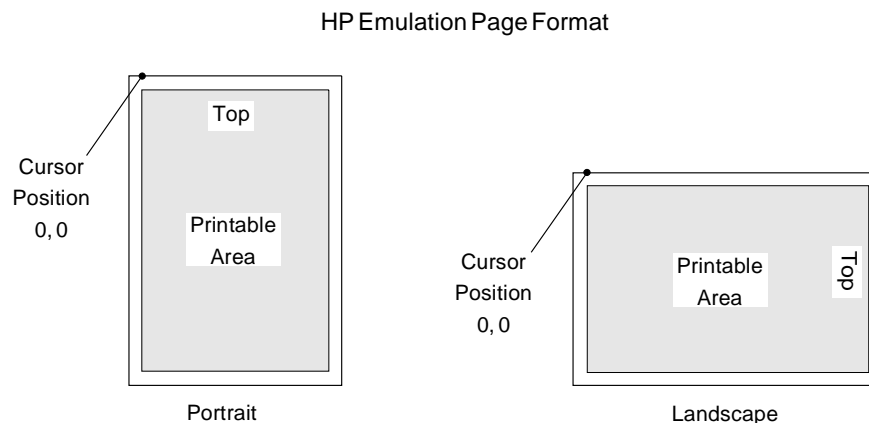 HP Emulation Page Format
Top
Cursor
Position
0, 0
Printable
Area
Portrait
Cursor
Position
0, 0
Printable
Area
Top
Landscape